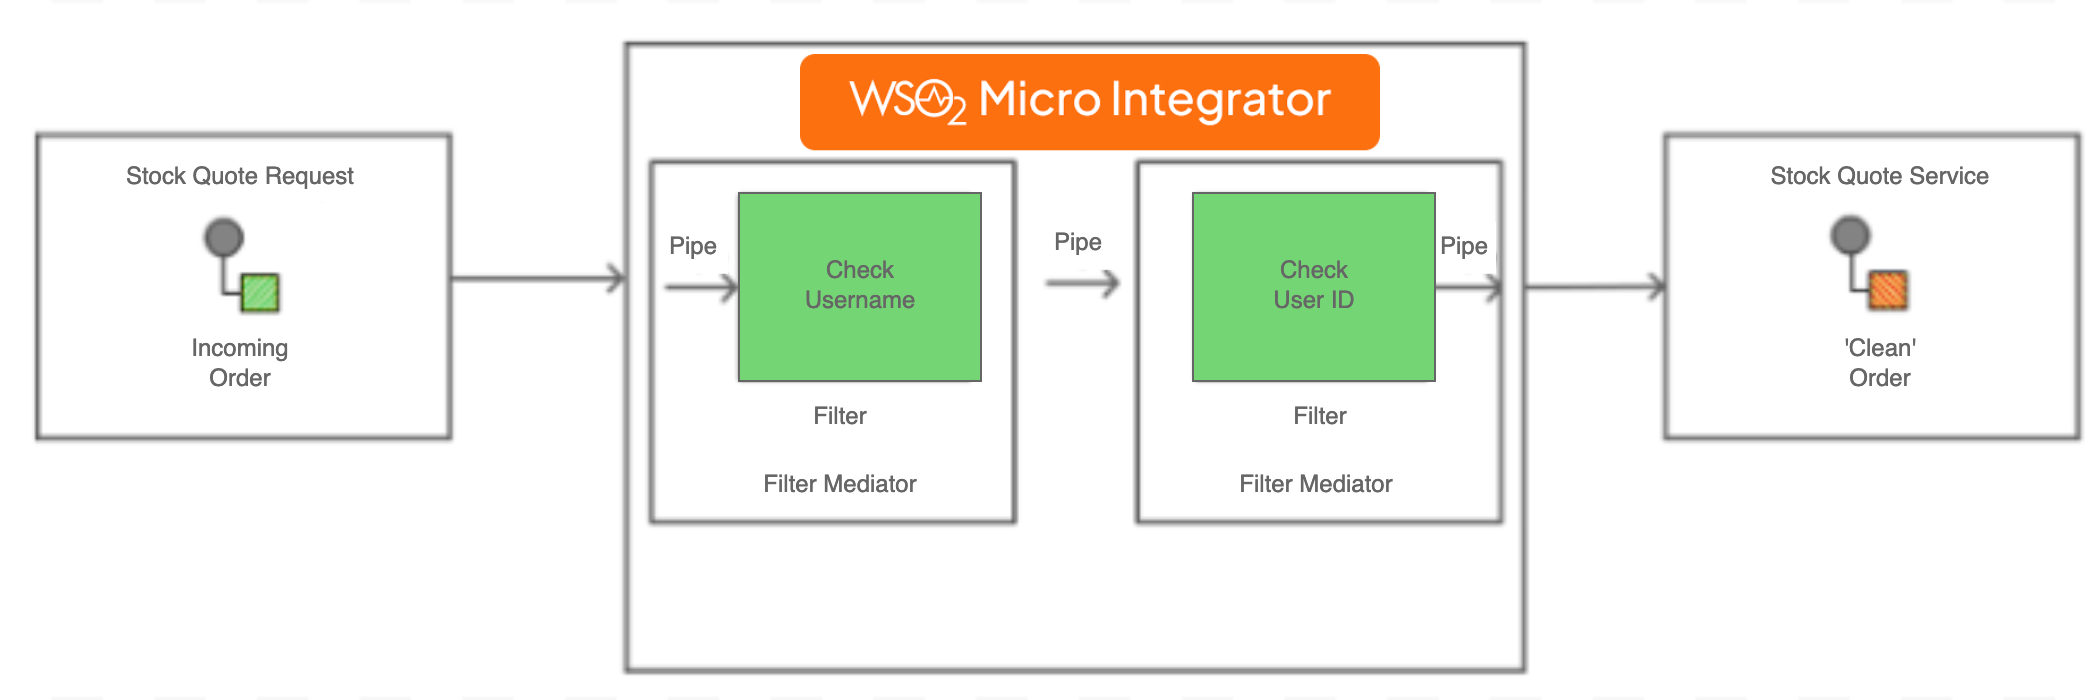 WSO2 Micro Integrator
Stock Quote Request
Incoming
Order
Pipe
Check
Username
Filter
Filter Mediator
Pipe
Check
User ID
Pipe
Filter
Filter Mediator
Stock Quote Service
'Clean'
Order